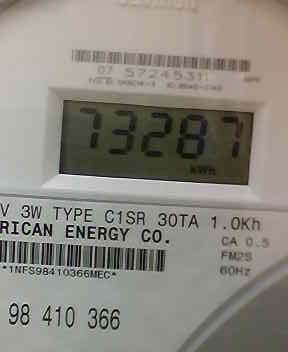 07 57245311
73287
kWh
V 3W TYPE C1SR 30TA 1.0Kh
RICAN ENERGY CO.
CA 0.5
FM2S
60Hz
*1NFS98410366MEC*
98 410 366